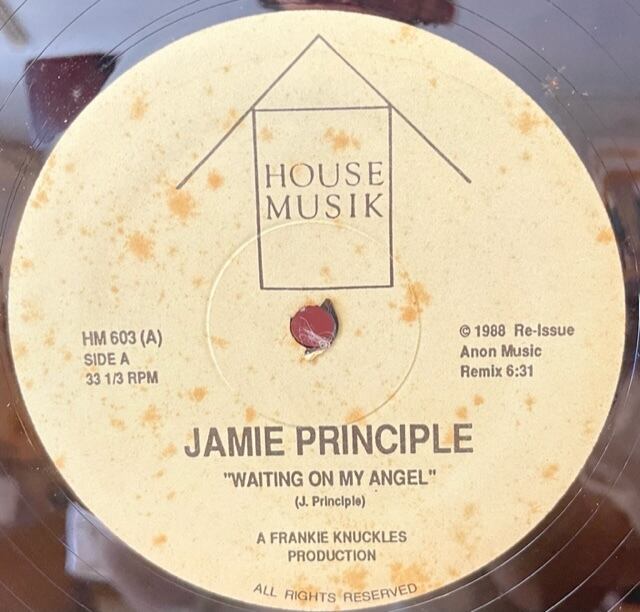 HOUSE
MUSIK
HM 603 (A)
SIDE A
33 1/3 RPM
© 1988 Re-Issue
Anon Music
Remix 6:31
JAMIE PRINCIPLE
"WAITING ON MY ANGEL"
(J. Principle)
A FRANKIE KNUCKLES
PRODUCTION
ALL RIGHTS RESERVED